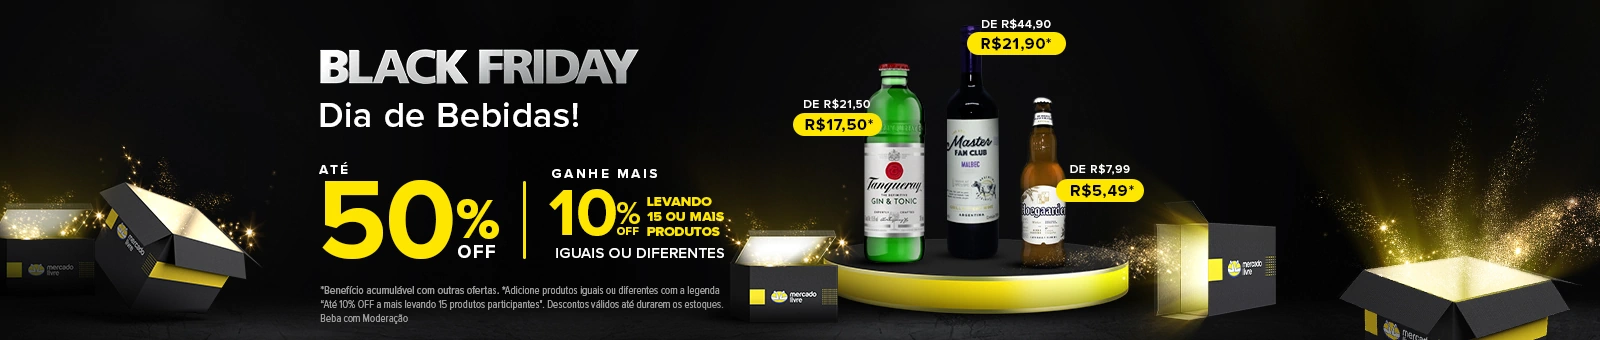 BLACK FRIDAY
Dia de Bebidas!
ATÉ
50%
OFF
GANHE MAIS
10%
OFF
LEVANDO
15 OU MAIS
PRODUTOS
IGUAIS OU DIFERENTES
*Benefício acumulável com outras ofertas. *Adicione produtos iguais ou diferentes com a legenda
"Até 10% OFF a mais levando 15 produtos participantes". Descontos válidos até durarem os estoques.
Beba com Moderação
DE R$21,50
R$17,50*
DE R$44,90
R$21,90*
DE R$7,99
R$5,49*
Tanqueray
GIN & TONIC
Master
FAN CLUB
MALBEC
ARGENTINA
Hoegaarden
mercado
livre
mercado
livre
mercado
livre
mercado
livre